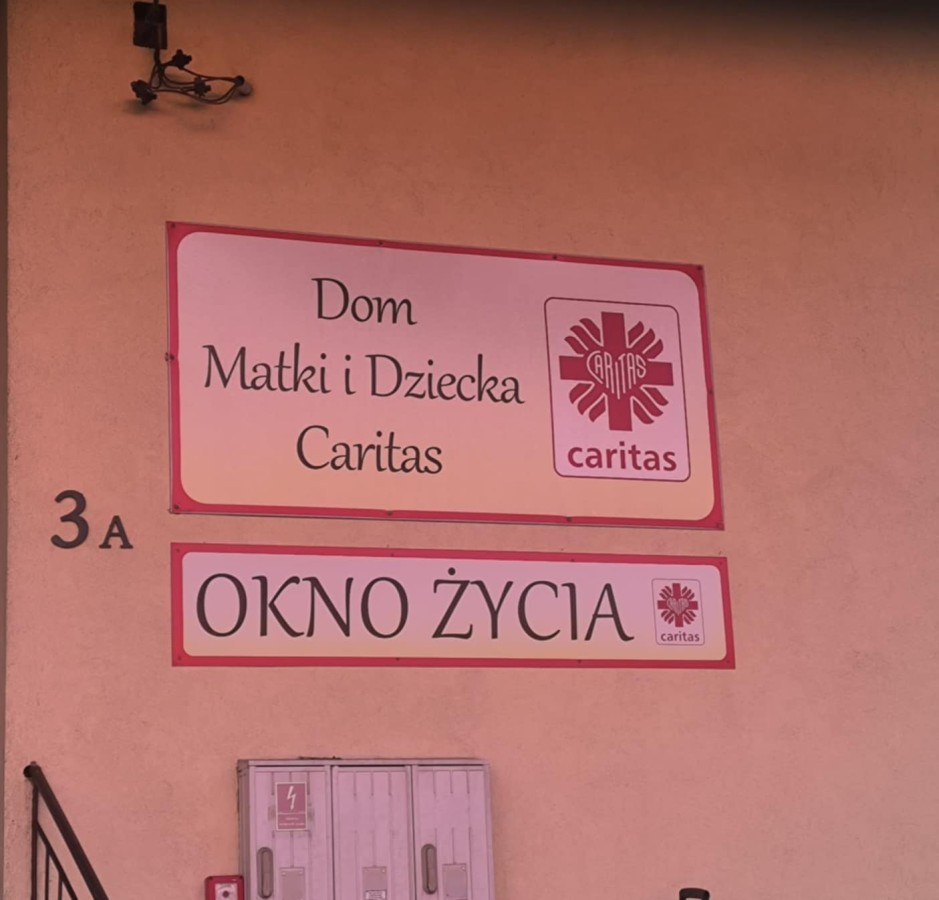 Dom
Matki i Dziecka
Caritas
CARITAS
caritas
3A
OKNO ŻYCIA
caritas